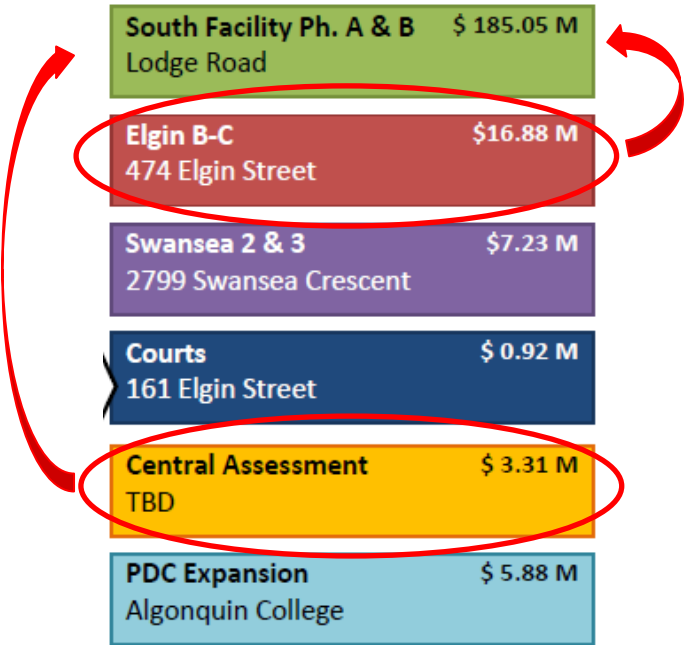 South Facility Ph. A & B $ 185.05 M
Lodge Road
Elgin B-C $16.88 M
474 Elgin Street
Swansea 2 & 3 $7.23 M
2799 Swansea Crescent
Courts $ 0.92 M
161 Elgin Street
Central Assessment $ 3.31 M
TBD
PDC Expansion $ 5.88 M
Algonquin College